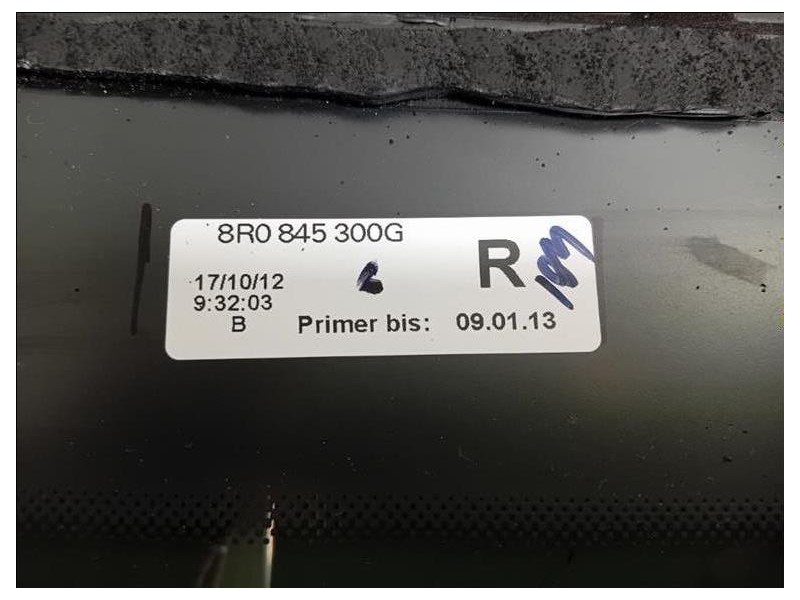 8R0 845 300G
R
17/10/12
9:32:03
B
Primer bis: 09.01.13